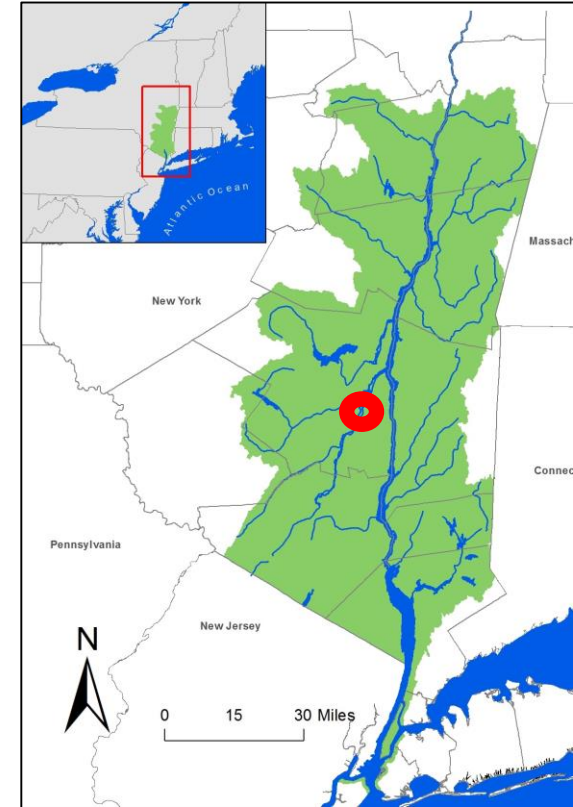 Atlantic Ocean
Massach
New York
Connec
Pennsylvania
New Jersey
N
0 15 30 Miles